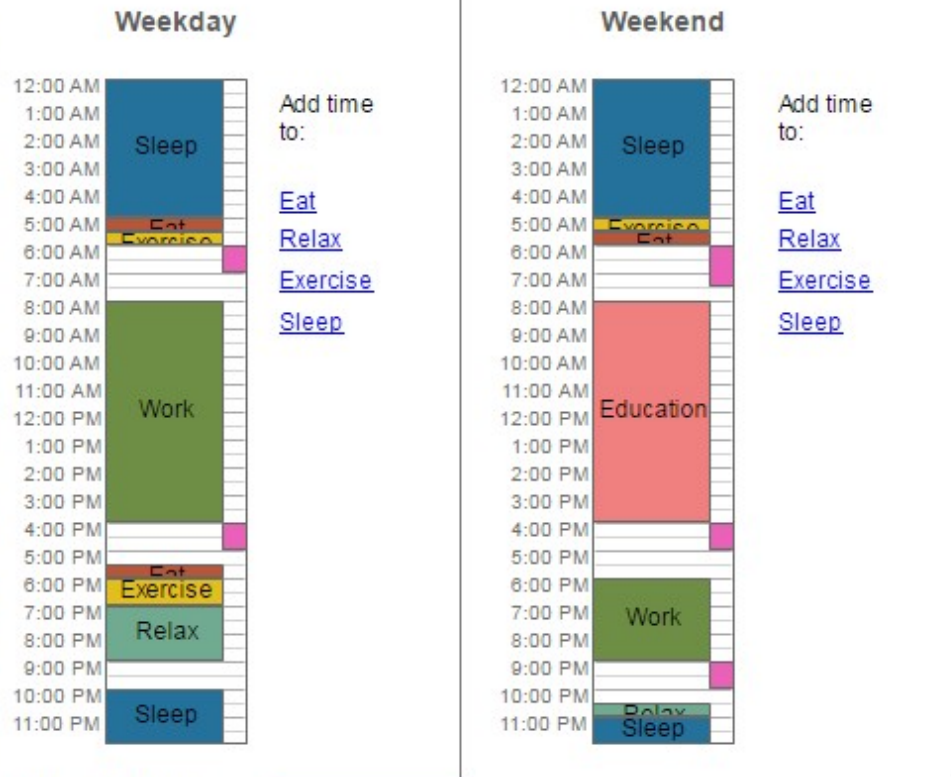 Weekday
12:00 AM
1:00 AM
2:00 AM
3:00 AM
4:00 AM
5:00 AM
6:00 AM
7:00 AM
8:00 AM
9:00 AM
10:00 AM
11:00 AM
12:00 PM
1:00 PM
2:00 PM
3:00 PM
4:00 PM
5:00 PM
6:00 PM
7:00 PM
8:00 PM
9:00 PM
10:00 PM
11:00 PM
Sleep
Eat
Exercise
Work
Eat
Exercise
Relax
Sleep
Add time
to:
Eat
Relax
Exercise
Sleep
Weekend
12:00 AM
1:00 AM
2:00 AM
3:00 AM
4:00 AM
5:00 AM
6:00 AM
7:00 AM
8:00 AM
9:00 AM
10:00 AM
11:00 AM
12:00 PM
1:00 PM
2:00 PM
3:00 PM
4:00 PM
5:00 PM
6:00 PM
7:00 PM
8:00 PM
9:00 PM
10:00 PM
11:00 PM
Sleep
Exercise
Eat
Education
Work
Relax
Sleep
Add time
to:
Eat
Relax
Exercise
Sleep